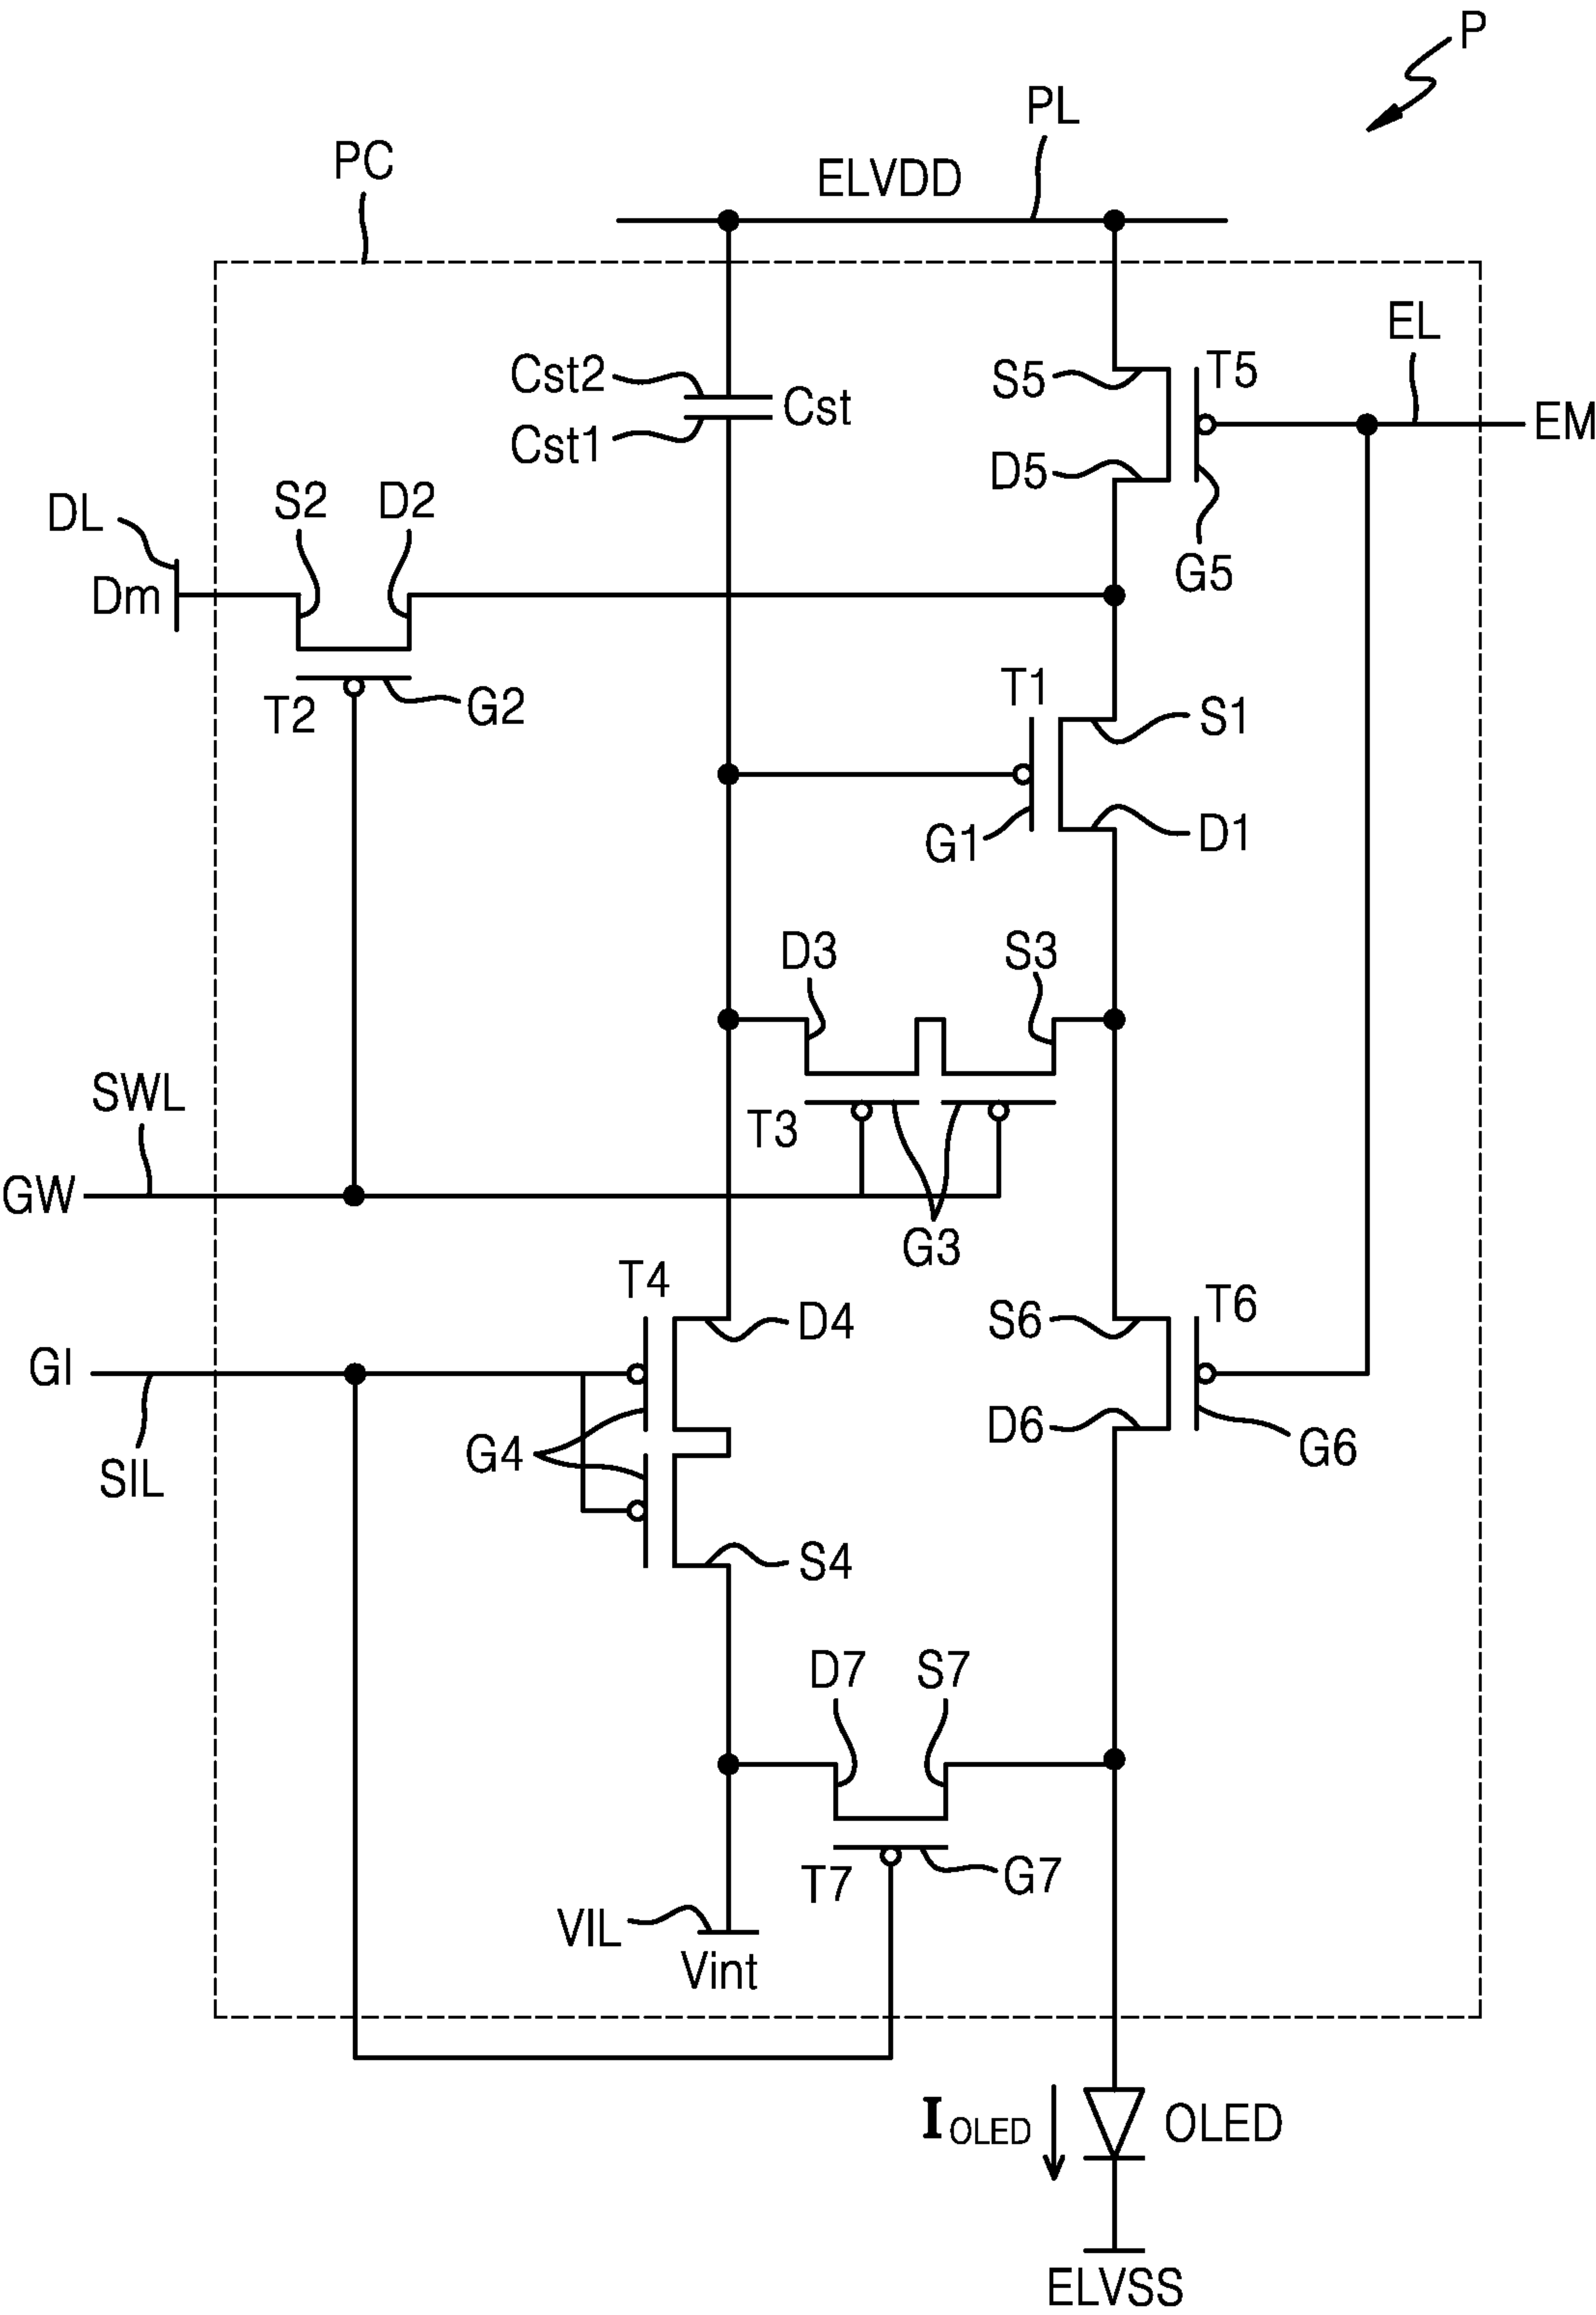 P
PL
PC
ELVDD
EL
Cst2
Cst
S5
T5
EM
Cst1
D5
DL
S2
D2
G5
Dm
T2
G2
T1
S1
G1
D1
D3
S3
SWL
T3
GW
G3
T4
D4
S6
T6
GI
G4
D6
G6
SIL
S4
D7
S7
T7
G7
VIL
Vint
IOLED
OLED
ELVSS